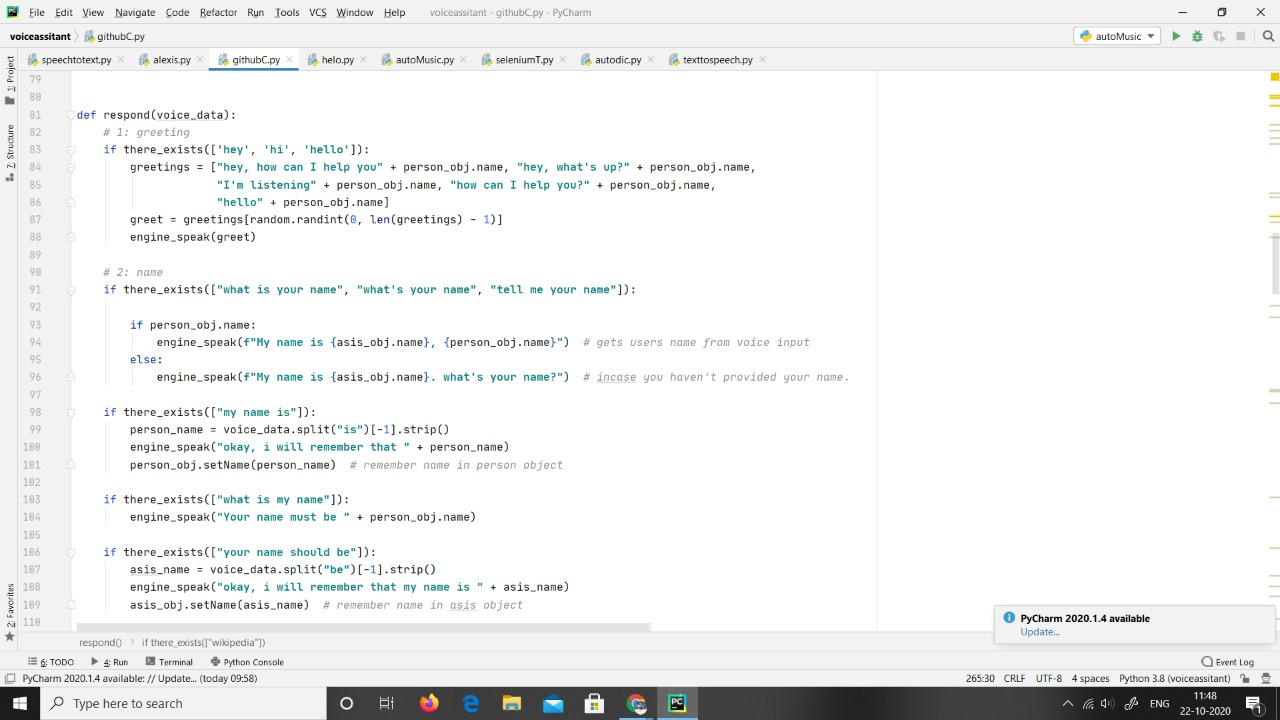 File Edit View Navigate Code Refactor Run Tools VCS Window Help voiceassitant - githubC.py - PyCharm
voiceassitant githubC.py autoMusic
speechtotext.py alexis.py githubC.py helo.py autoMusic.py seleniumT.py autodic.py texttospeech.py
1: Project
7: Structure
2: Favorites
79
80
81 def respond(voice_data):
82 # 1: greeting
83 if there_exists(['hey', 'hi', 'hello']):
84 greetings = ["hey, how can I help you" + person_obj.name, "hey, what's up?" + person_obj.name,
85 "I'm listening" + person_obj.name, "how can I help you?" + person_obj.name,
86 "hello" + person_obj.name]
87 greet = greetings[random.randint(0, len(greetings) - 1)]
88 engine_speak(greet)
89
90 # 2: name
91 if there_exists(["what is your name", "what's your name", "tell me your name"]):
92
93 if person_obj.name:
94 engine_speak(f"My name is {asis_obj.name}, {person_obj.name}") # gets users name from voice input
95 else:
96 engine_speak(f"My name is {asis_obj.name}. what's your name?") # incase you haven't provided your name.
97
98 if there_exists(["my name is"]):
99 person_name = voice_data.split("is")[-1].strip()
100 engine_speak("okay, i will remember that " + person_name)
101 person_obj.setName(person_name) # remember name in person object
102
103 if there_exists(["what is my name"]):
104 engine_speak("Your name must be " + person_obj.name)
105
106 if there_exists(["your name should be"]):
107 asis_name = voice_data.split("be")[-1].strip()
108 engine_speak("okay, i will remember that my name is " + asis_name)
109 asis_obj.setName(asis_name) # remember name in asis object
110
PyCharm 2020.1.4 available
Update...
respond() if there_exists(["wikipedia"])
6: TODO 4: Run Terminal Python Console Event Log
PyCharm 2020.1.4 available: // Update... (today 09:58) 265:30 CRLF UTF-8 4 spaces Python 3.8 (voiceassitant)
Type here to search ENG 11:48
22-10-2020